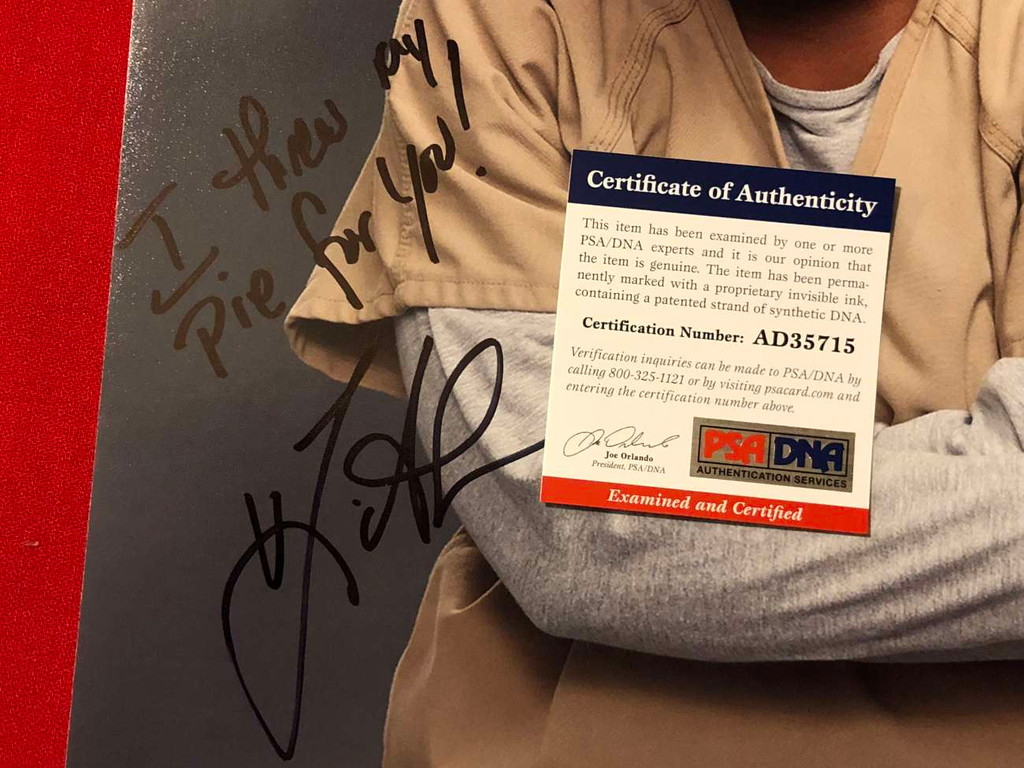 I threw my
Pie for you!
Certificate of Authenticity
This item has been examined by one or more
PSA/DNA experts and it is our opinion that
the item is genuine. The item has been perma-
nently marked with a proprietary invisible ink,
containing a patented strand of synthetic DNA.
Certification Number: AD35715
Verification inquiries can be made to PSA/DNA by
calling 800-325-1121 or by visiting psacard.com and
entering the certification number above.
Joe Orlando
President, PSA/DNA
PSA DNA
AUTHENTICATION SERVICES
Examined and Certified